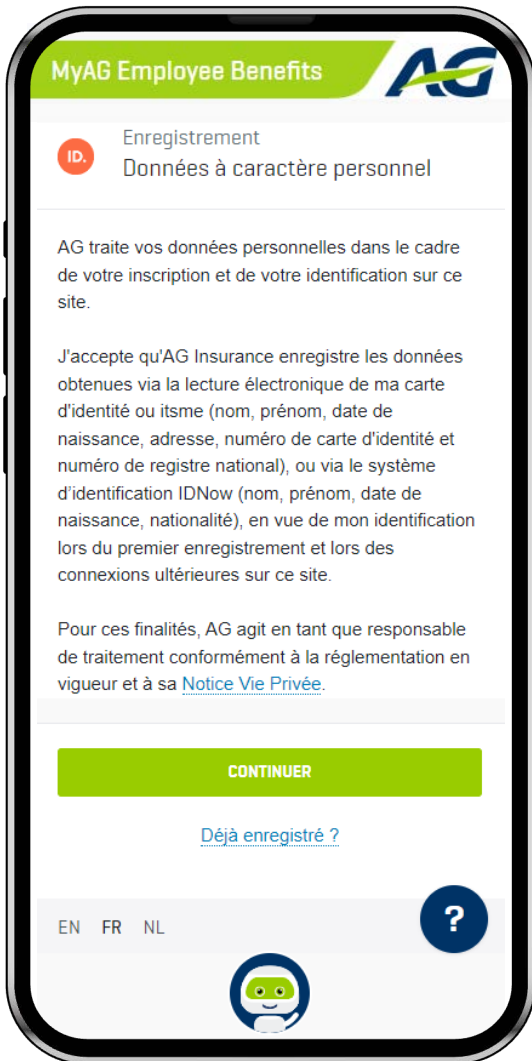 MyAG Employee Benefits
AG
ID.
Enregistrement
Données à caractère personnel
AG traite vos données personnelles dans le cadre
de votre inscription et de votre identification sur ce
site.
J'accepte qu'AG Insurance enregistre les données
obtenues via la lecture électronique de ma carte
d'identité ou itsme (nom, prénom, date de
naissance, adresse, numéro de carte d'identité et
numéro de registre national), ou via le système
d’identification IDNow (nom, prénom, date de
naissance, nationalité), en vue de mon identification
lors du premier enregistrement et lors des
connexions ultérieures sur ce site.
Pour ces finalités, AG agit en tant que responsable
de traitement conformément à la réglementation en
vigueur et à sa Notice Vie Privée.
CONTINUER
Déjà enregistré ?
EN FR NL
?